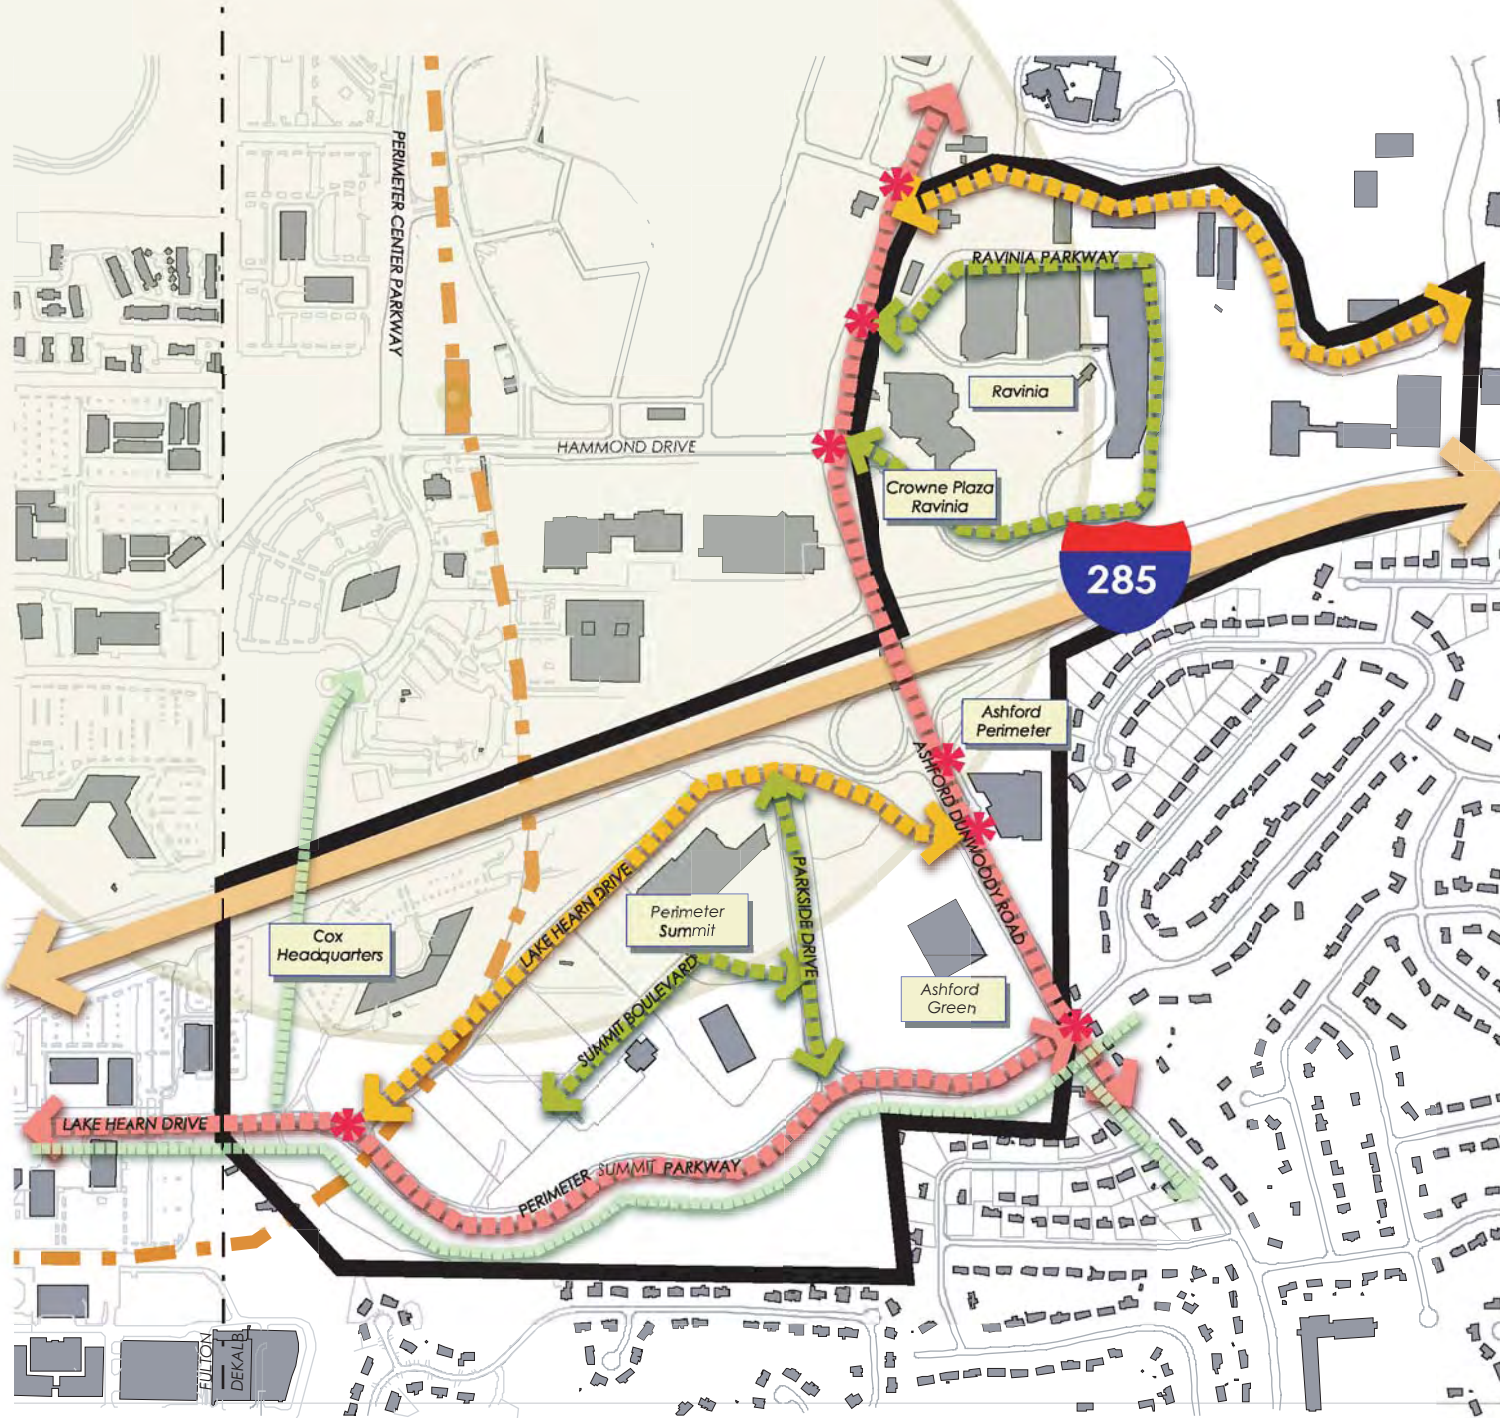 PERIMETER CENTER PARKWAY
RAVINIA PARKWAY
Ravinia
HAMMOND DRIVE
Crowne Plaza
Ravinia
285
Ashford
Perimeter
ASHFORD DUNWOODY ROAD
LAKE HEARN DRIVE
PARKSIDE DRIVE
Perimeter
Summit
Cox
Headquarters
SUMMIT BOULEVARD
Ashford
Green
LAKE HEARN DRIVE
PERIMETER SUMMIT PARKWAY
FULTON
DEKALB